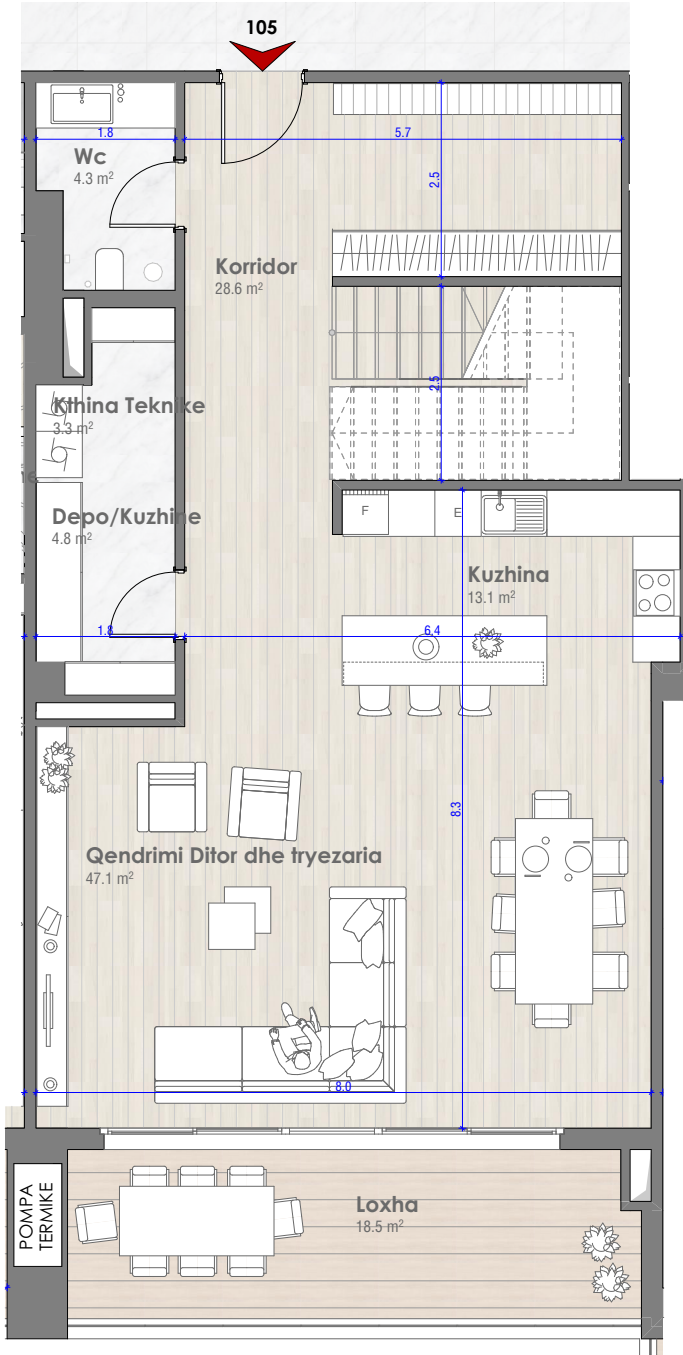 105
1.8
5.7
Wc
4.3 m²
2.5
Korridor
28.6 m²
2.5
Kthina Teknike
3.3 m²
Depo/Kuzhine
4.8 m²
F
E
Kuzhina
13.1 m²
1.8
6.4
8.3
Qendrimi Ditor dhe tryezaria
47.1 m²
8.0
POMPA
TERMIKE
Loxha
18.5 m²